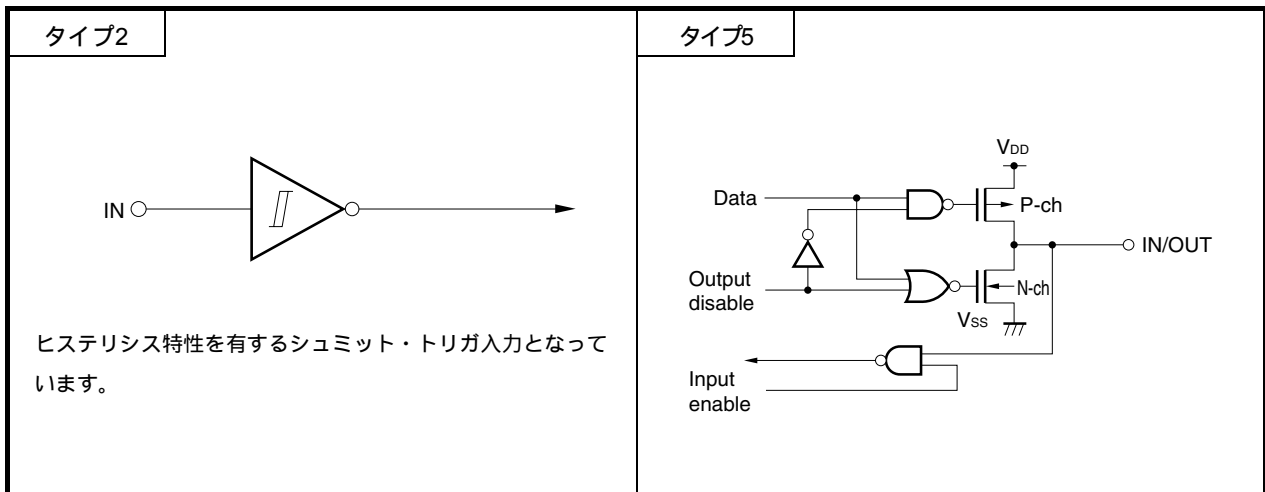 タイプ2
IN
ヒステリシス特性を有するシュミット・トリガ入力となって
います。
タイプ5
VDD
Data
P-ch
IN/OUT
Output
disable
N-ch
VSS
Input
enable